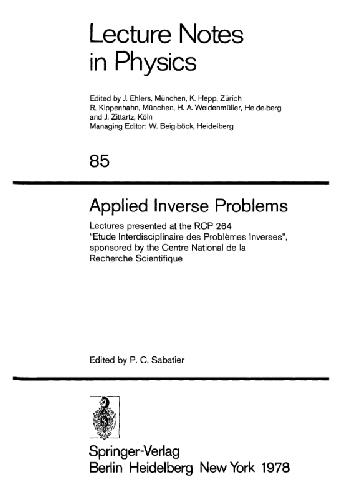 Lecture Notes
in Physics
Edited by J. Ehlers, München, K. Hepp, Zürich
R. Kippenhahn, München, H. A. Weidenmüller, Heidelberg
and J. Zittartz, Köln
Managing Editor: W. Beiglböck, Heidelberg
85
Applied Inverse Problems
Lectures presented at the RCP 264
"Etude Interdisciplinaire des Problèmes Inverses",
sponsored by the Centre National de la
Recherche Scientifique
Edited by P. C. Sabatier
Springer-Verlag
Berlin Heidelberg New York 1978